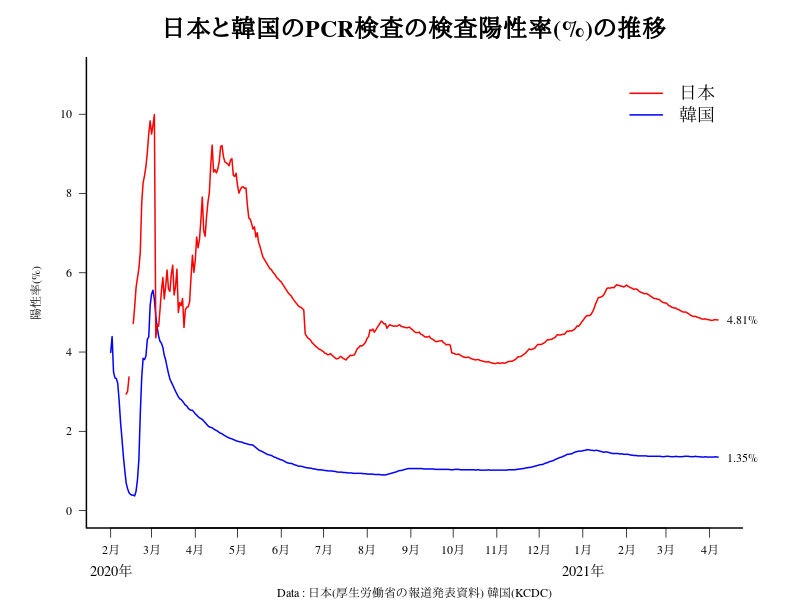 日本と韓国のPCR検査の検査陽性率(%)の推移
日本
韓国
陽性率(%)
10
8
6
4
2
0
4.81%
1.35%
2月 3月 4月 5月 6月 7月 8月 9月 10月 11月 12月 1月 2月 3月 4月
2020年 2021年
Data : 日本(厚生労働省の報道発表資料) 韓国(KCDC)